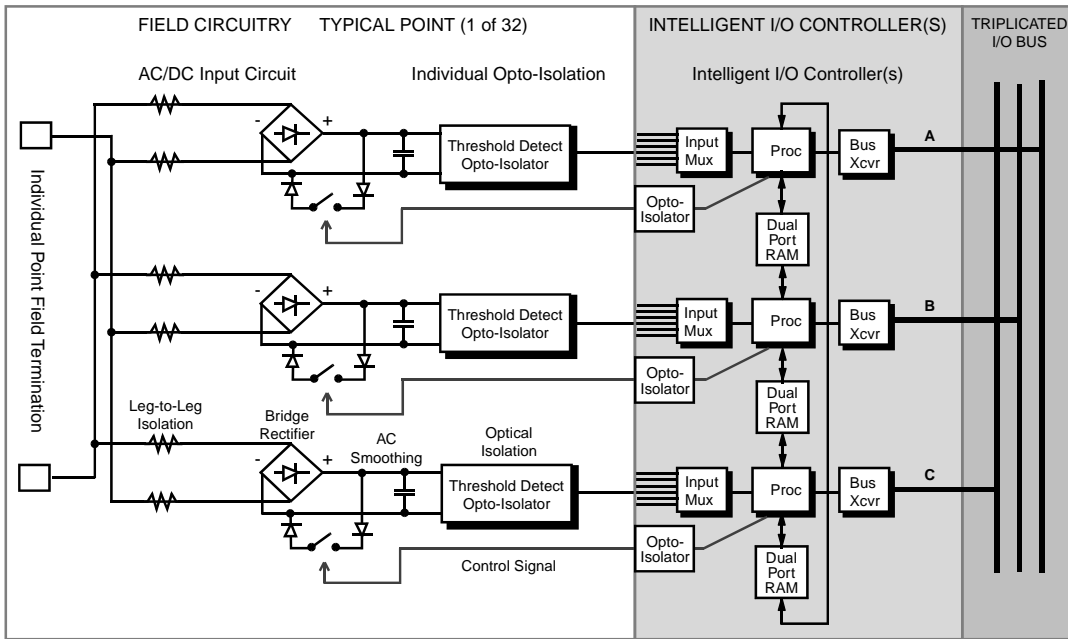 FIELD CIRCUITRY TYPICAL POINT (1 of 32)
INTELLIGENT I/O CONTROLLER(S)
TRIPLICATED
I/O BUS
AC/DC Input Circuit
Individual Opto-Isolation
Intelligent I/O Controller(s)
Individual Point Field Termination
-
+
Threshold Detect
Opto-Isolator
Input
Mux
Proc
Bus
Xcvr
A
Opto-
Isolator
Dual
Port
RAM
-
+
Threshold Detect
Opto-Isolator
Input
Mux
Proc
Bus
Xcvr
B
Opto-
Isolator
Dual
Port
RAM
Leg-to-Leg
Isolation
Bridge
Rectifier
AC
Smoothing
Optical
Isolation
-
+
Threshold Detect
Opto-Isolator
Input
Mux
Proc
Bus
Xcvr
C
Opto-
Isolator
Control Signal
Dual
Port
RAM